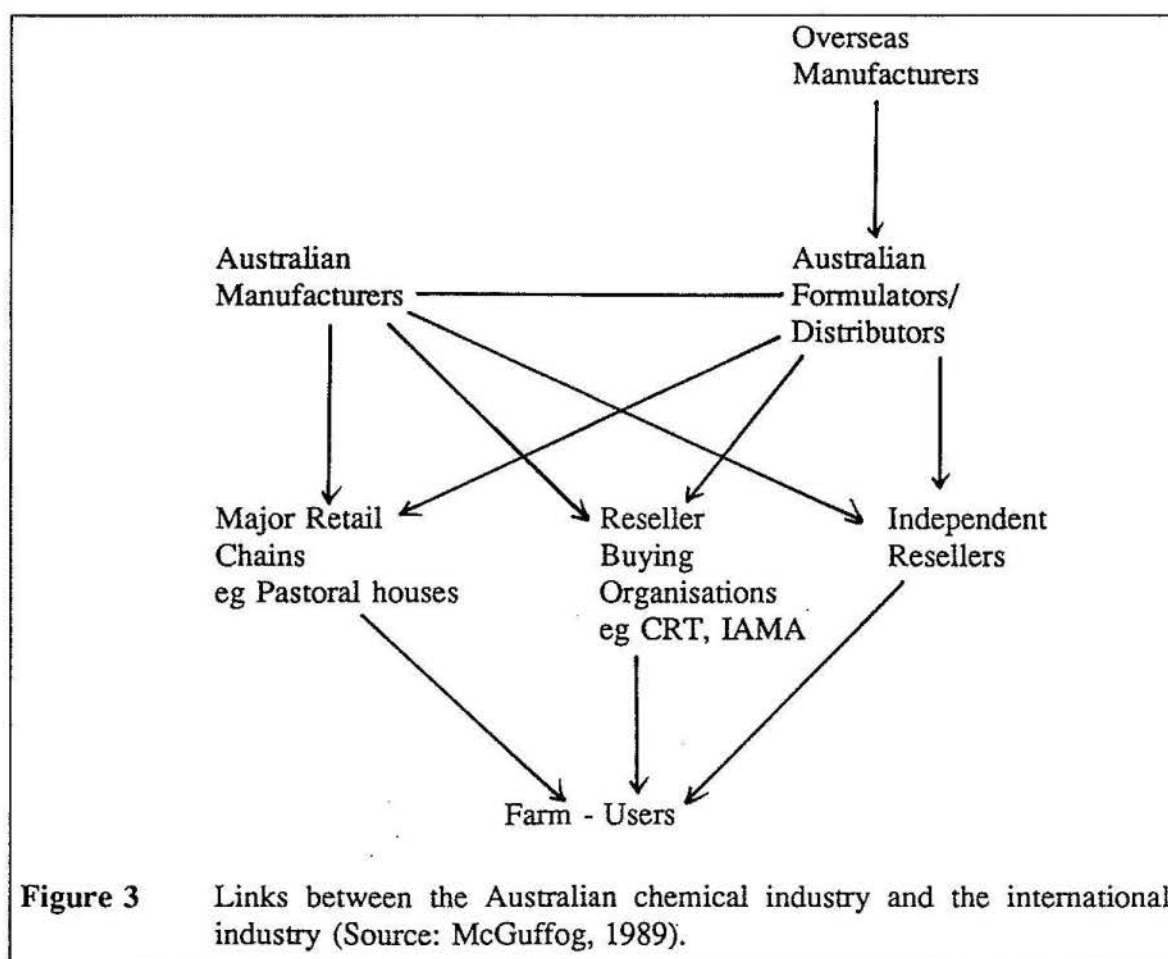 Overseas
Manufacturers
Australian
Manufacturers
Australian
Formulators/
Distributors
Major Retail
Chains
eg Pastoral houses
Reseller
Buying
Organisations
eg CRT, IAMA
Independent
Resellers
Farm - Users
Figure 3 Links between the Australian chemical industry and the international
industry (Source: McGuffog, 1989).